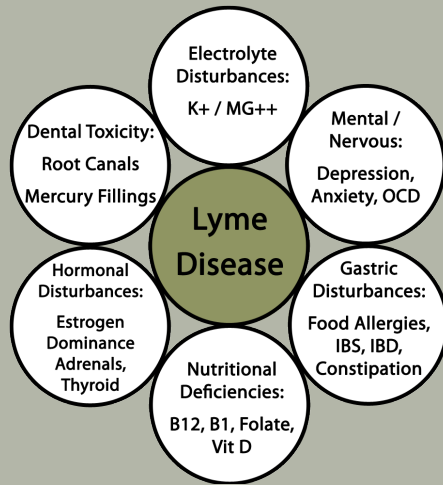 Electrolyte
Disturbances:
K+ / MG++
Mental /
Nervous:
Depression,
Anxiety, OCD
Gastric
Disturbances:
Food Allergies,
IBS, IBD,
Constipation
Nutritional
Deficiencies:
B12, B1, Folate,
Vit D
Hormonal
Disturbances:
Estrogen
Dominance
Adrenals,
Thyroid
Dental Toxicity:
Root Canals
Mercury Fillings
Lyme
Disease